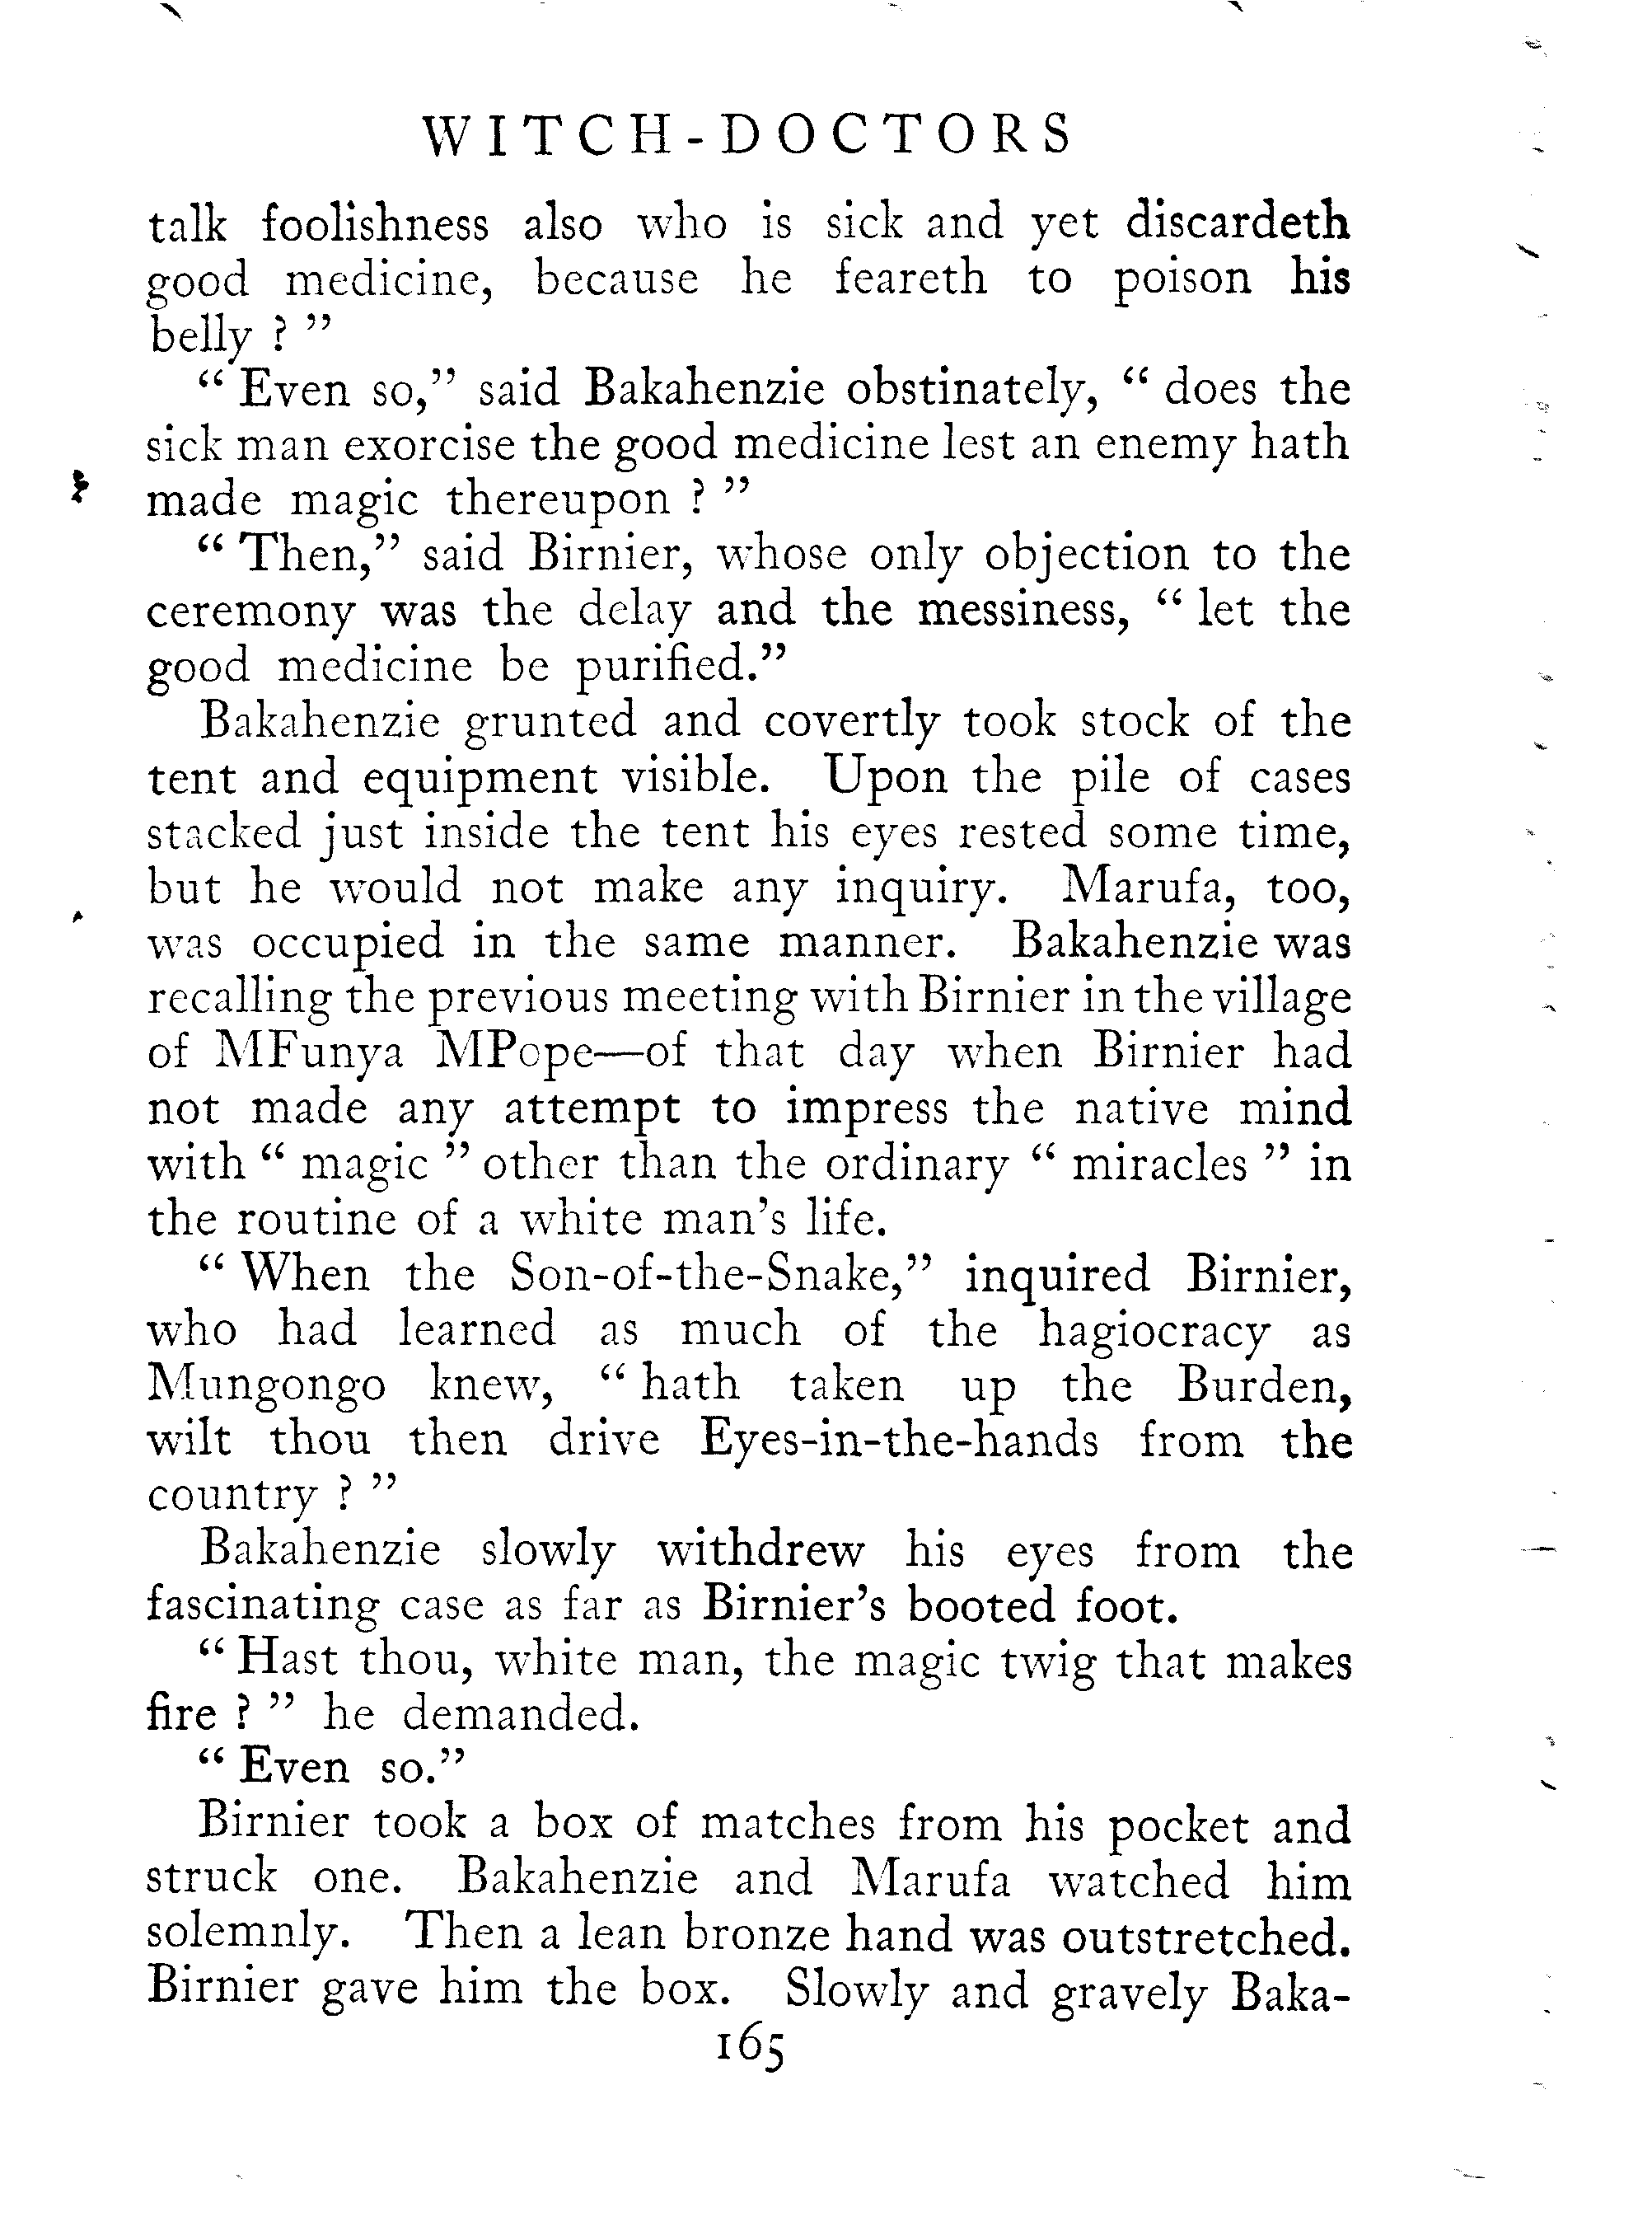 WITCH-DOCTORS
talk foolishness also who is sick and yet discardeth
good medicine, because he feareth to poison his
belly ? ”
“ Even so,” said Bakahenzie obstinately, “ does the
sick man exorcise the good medicine lest an enemy hath
made magic thereupon ? ”
“ Then,” said Birnier, whose only objection to the
ceremony was the delay and the messiness, “ let the
good medicine be purified.”
Bakahenzie grunted and covertly took stock of the
tent and equipment visible. Upon the pile of cases
stacked just inside the tent his eyes rested some time,
but he would not make any inquiry. Marufa, too,
was occupied in the same manner. Bakahenzie was
recalling the previous meeting with Birnier in the village
of MFunya MPope—of that day when Birnier had
not made any attempt to impress the native mind
with “ magic ” other than the ordinary “ miracles ” in
the routine of a white man’s life.
“ When the Son-of-the-Snake,” inquired Birnier,
who had learned as much of the hagiocracy as
Mungongo knew, “ hath taken up the Burden,
wilt thou then drive Eyes-in-the-hands from the
country ? ”
Bakahenzie slowly withdrew his eyes from the
fascinating case as far as Birnier’s booted foot.
“ Hast thou, white man, the magic twig that makes
fire ? ” he demanded.
“ Even so.”
Birnier took a box of matches from his pocket and
struck one. Bakahenzie and Marufa watched him
solemnly. Then a lean bronze hand was outstretched.
Birnier gave him the box. Slowly and gravely Baka-
165